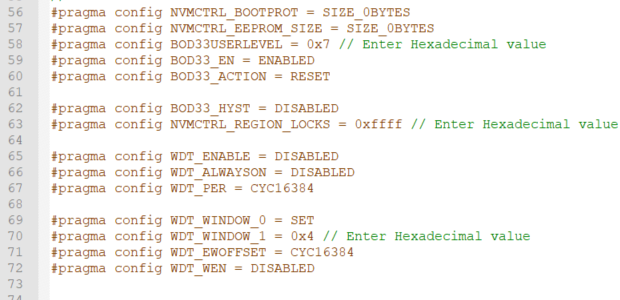 56 #pragma config NVMCTRL_BOOTPROT = SIZE_0BYTES
57 #pragma config NVMCTRL_EEPROM_SIZE = SIZE_0BYTES
58 #pragma config BOD33USERLEVEL = 0x7 // Enter Hexadecimal value
59 #pragma config BOD33_EN = ENABLED
60 #pragma config BOD33_ACTION = RESET
61
62 #pragma config BOD33_HYST = DISABLED
63 #pragma config NVMCTRL_REGION_LOCKS = 0xffff // Enter Hexadecimal value
64
65 #pragma config WDT_ENABLE = DISABLED
66 #pragma config WDT_ALWAYSON = DISABLED
67 #pragma config WDT_PER = CYC16384
68
69 #pragma config WDT_WINDOW_0 = SET
70 #pragma config WDT_WINDOW_1 = 0x4 // Enter Hexadecimal value
71 #pragma config WDT_EWOFFSET = CYC16384
72 #pragma config WDT_WEN = DISABLED
73